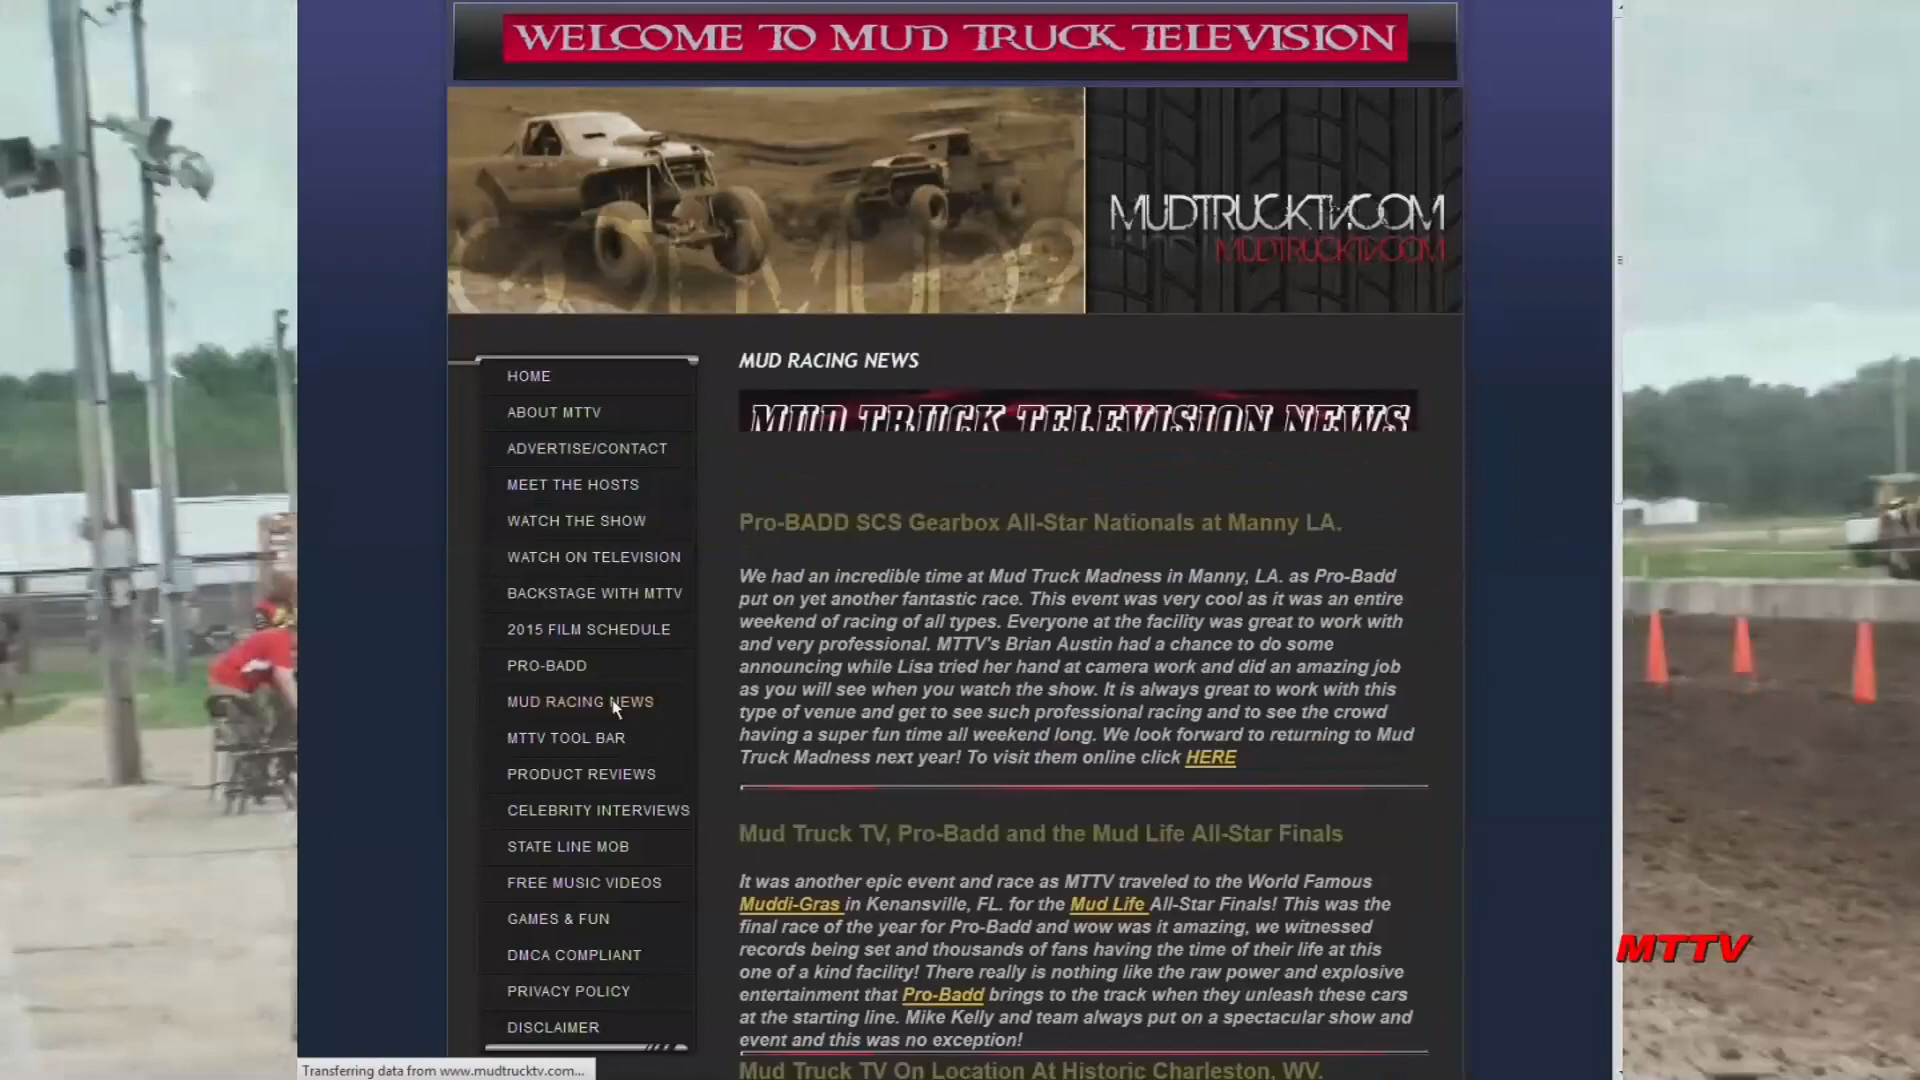 WELCOME TO MUD TRUCK TELEVISION
MUDTRUCKTV.COM
MUDTRUCKTV.COM
HOME
ABOUT MTTV
ADVERTISE/CONTACT
MEET THE HOSTS
WATCH THE SHOW
WATCH ON TELEVISION
BACKSTAGE WITH MTTV
2015 FILM SCHEDULE
PRO-BADD
MUD RACING NEWS
MTTV TOOL BAR
PRODUCT REVIEWS
CELEBRITY INTERVIEWS
STATE LINE MOB
FREE MUSIC VIDEOS
GAMES & FUN
DMCA COMPLIANT
PRIVACY POLICY
DISCLAIMER
MUD RACING NEWS
MUD TRUCK TELEVISION NEWS
Pro-BADD SCS Gearbox All-Star Nationals at Manny LA.
We had an incredible time at Mud Truck Madness in Manny, LA. as Pro-Badd
put on yet another fantastic race. This event was very cool as it was an entire
weekend of racing of all types. Everyone at the facility was great to work with
and very professional. MTTV's Brian Austin had a chance to do some
announcing while Lisa tried her hand at camera work and did an amazing job
as you will see when you watch the show. It is always great to work with this
type of venue and get to see such professional racing and to see the crowd
having a super fun time all weekend long. We look forward to returning to Mud
Truck Madness next year! To visit them online click HERE
Mud Truck TV, Pro-Badd and the Mud Life All-Star Finals
It was another epic event and race as MTTV traveled to the World Famous
Muddi-Gras in Kenansville, FL. for the Mud Life All-Star Finals! This was the
final race of the year for Pro-Badd and wow was it amazing, we witnessed
records being set and thousands of fans having the time of their life at this
one of a kind facility! There really is nothing like the raw power and explosive
entertainment that Pro-Badd brings to the track when they unleash these cars
at the starting line. Mike Kelly and team always put on a spectacular show and
event and this was no exception!
Mud Truck TV On Location At Historic Charleston, WV.
Transferring data from www.mudtrucktv.com...
MTTV